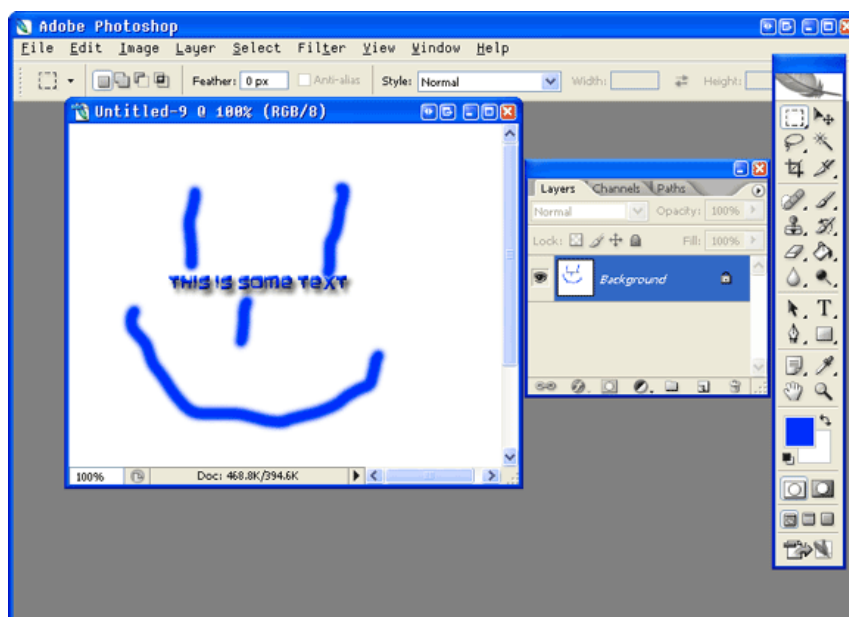 Adobe Photoshop
File Edit Image Layer Select Filter View Window Help
Feather: 0 px Anti-alias Style: Normal Width: Height:
Untitled-9 @ 100% (RGB/8)
THIS IS SOME TEXT
100% Doc: 468.8K/394.6K
Layers Channels Paths
Normal Opacity: 100%
Lock: Fill: 100%
Background
T